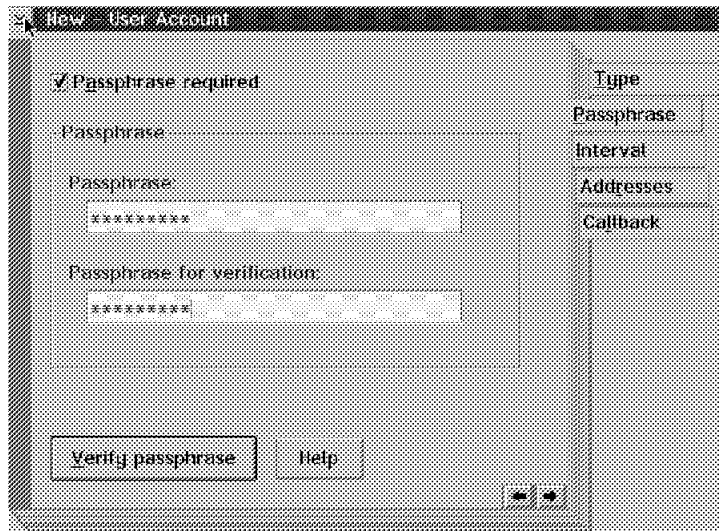 New - User Account
Passphrase required
Type
Passphrase
Interval
Addresses
Callback
Passphrase
Passphrase:
*********
Passphrase for verification:
*********
Verify passphrase
Help